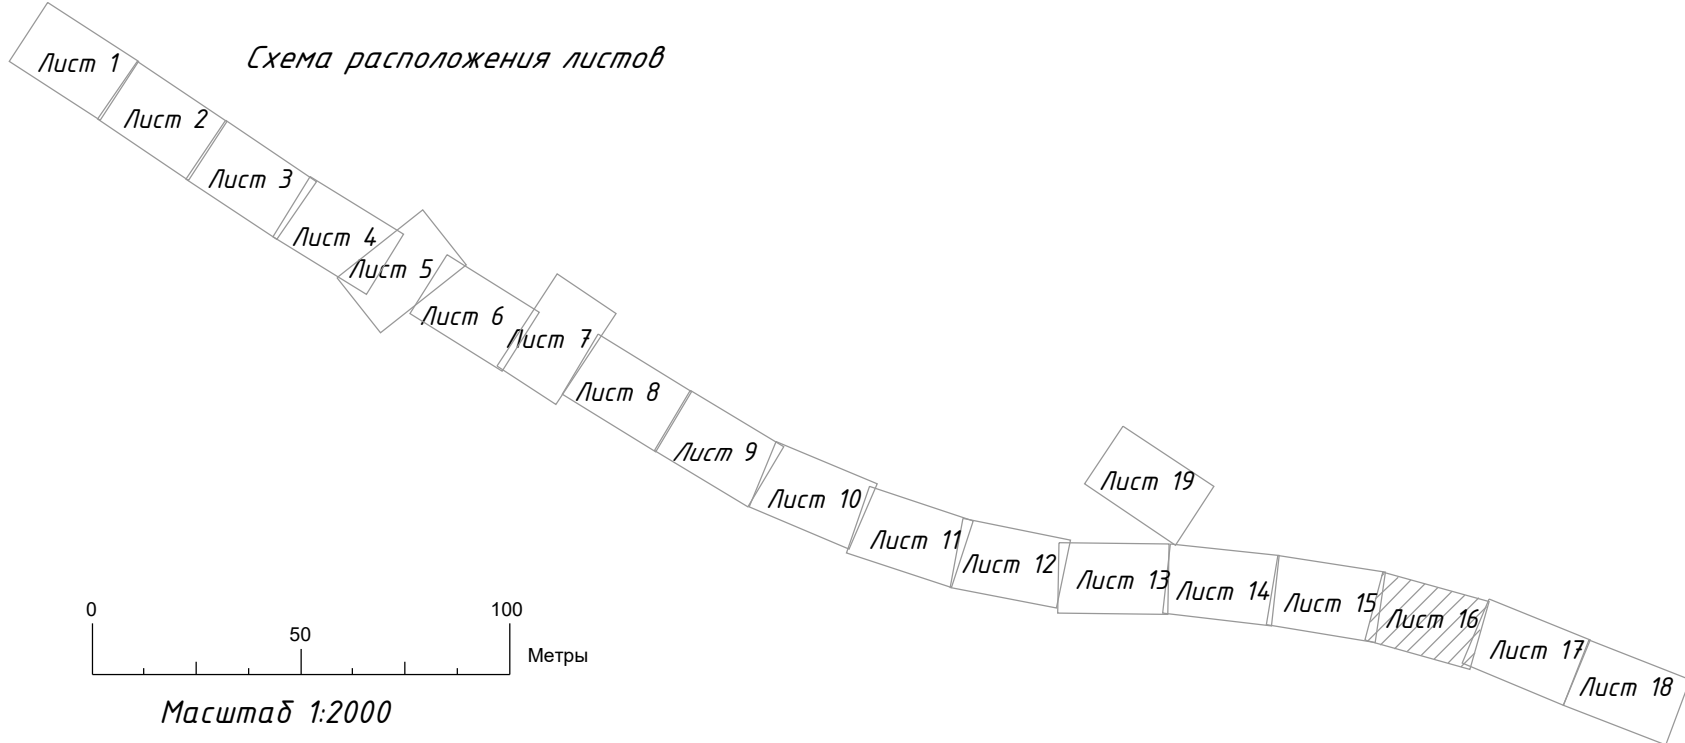 Схема расположения листов
Лист 1
Лист 2
Лист 3
Лист 4
Лист 5
Лист 6
Лист 7
Лист 8
Лист 9
Лист 10
Лист 11
Лист 12
Лист 13
Лист 14
Лист 15
Лист 16
Лист 17
Лист 18
Лист 19
0 50 100 Метры
Масштаб 1:2000